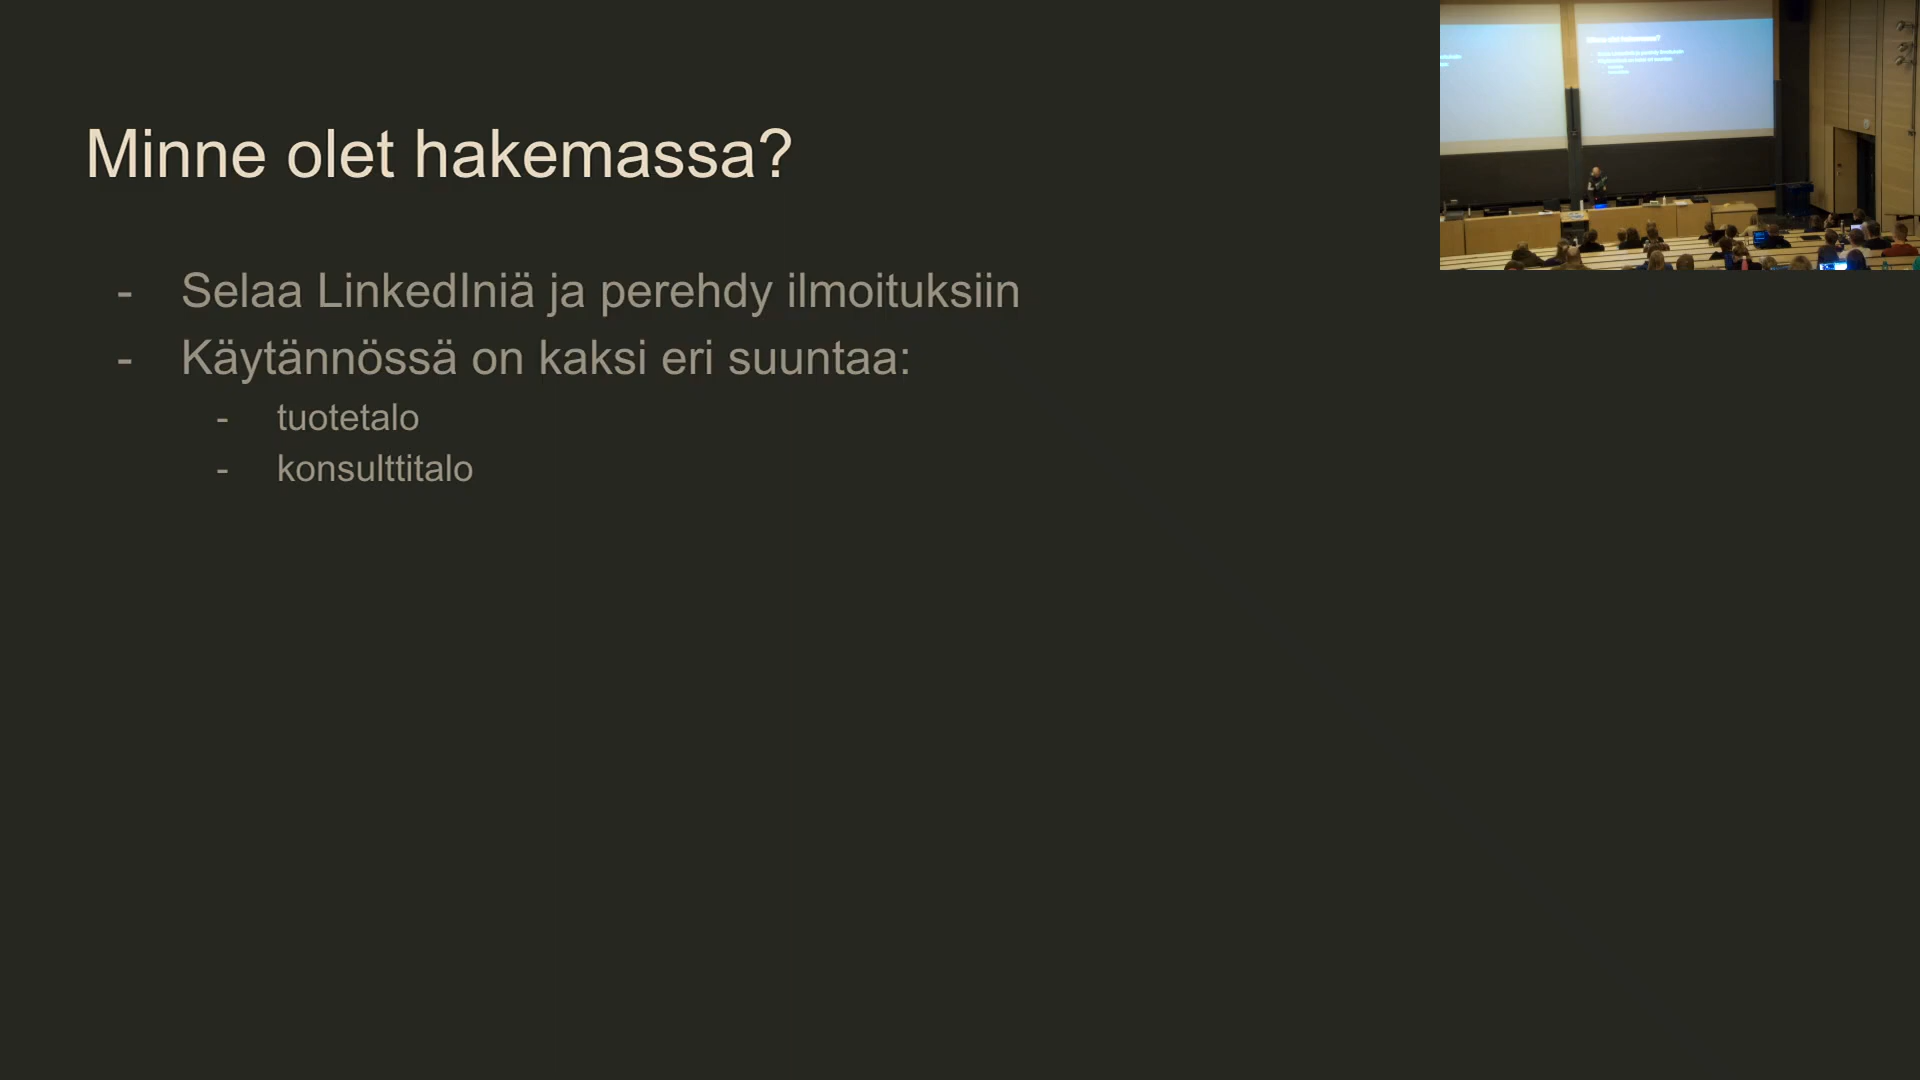 Minne olet hakemassa?
- Selaa LinkedIniä ja perehdy ilmoituksiin
- Käytännössä on kaksi eri suuntaa:
- tuotetalo
- konsulttitalo